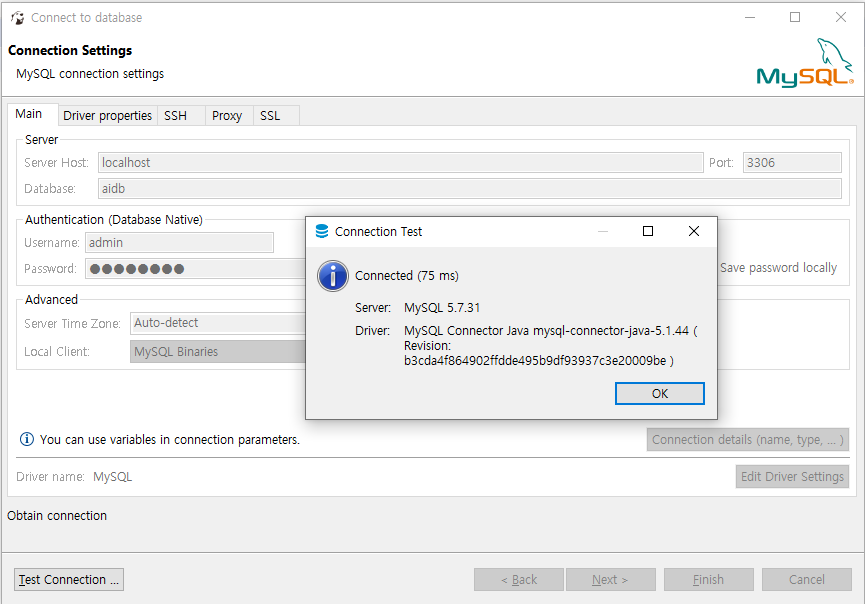 Connect to database
Connection Settings
MySQL connection settings
MySQL
Main Driver properties SSH Proxy SSL
Server
Server Host: localhost Port: 3306
Database: aidb
Authentication (Database Native)
Username: admin
Password: ●●●●●●●●
Save password locally
Advanced
Server Time Zone: Auto-detect
Local Client: MySQL Binaries
Connection Test
Connected (75 ms)
Server: MySQL 5.7.31
Driver: MySQL Connector Java mysql-connector-java-5.1.44 (
Revision:
b3cda4f864902ffdde495b9df93937c3e20009be )
OK
You can use variables in connection parameters.
Connection details (name, type, ... )
Driver name: MySQL
Edit Driver Settings
Obtain connection
Test Connection ... < Back Next > Finish Cancel